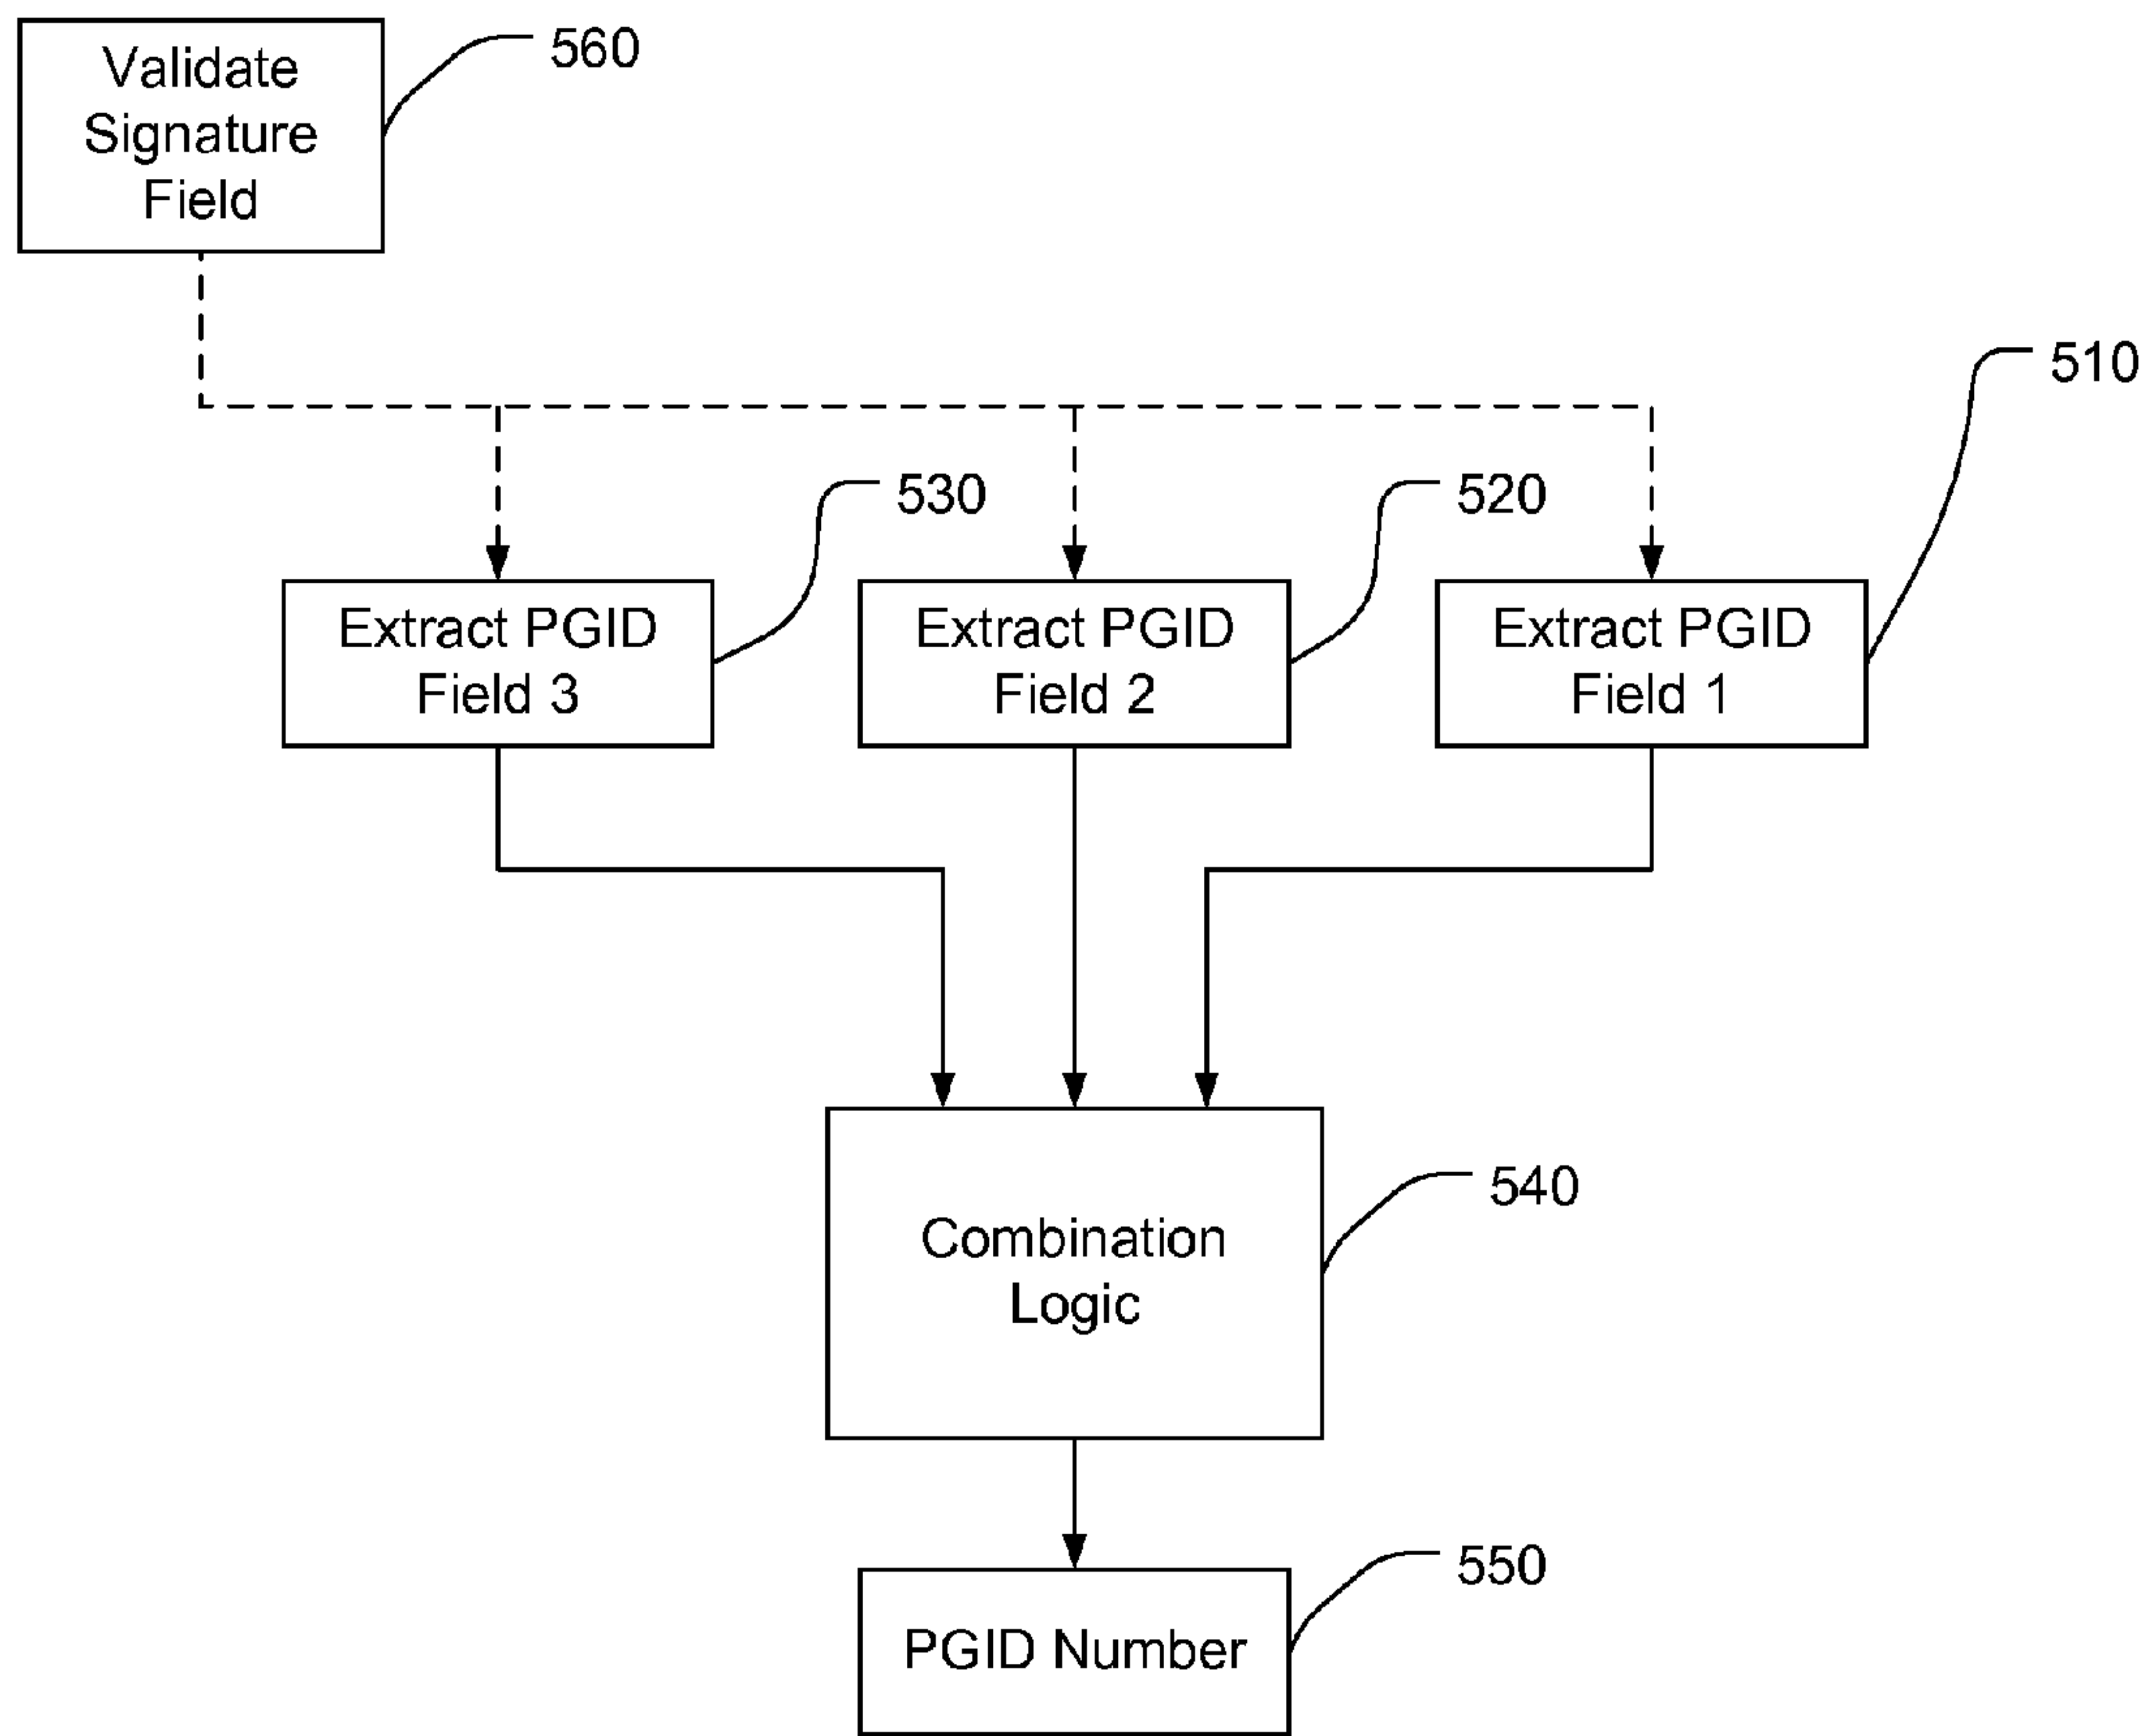 Validate
Signature
Field
560
510
530
520
Extract PGID
Field 3
Extract PGID
Field 2
Extract PGID
Field 1
540
Combination
Logic
550
PGID Number